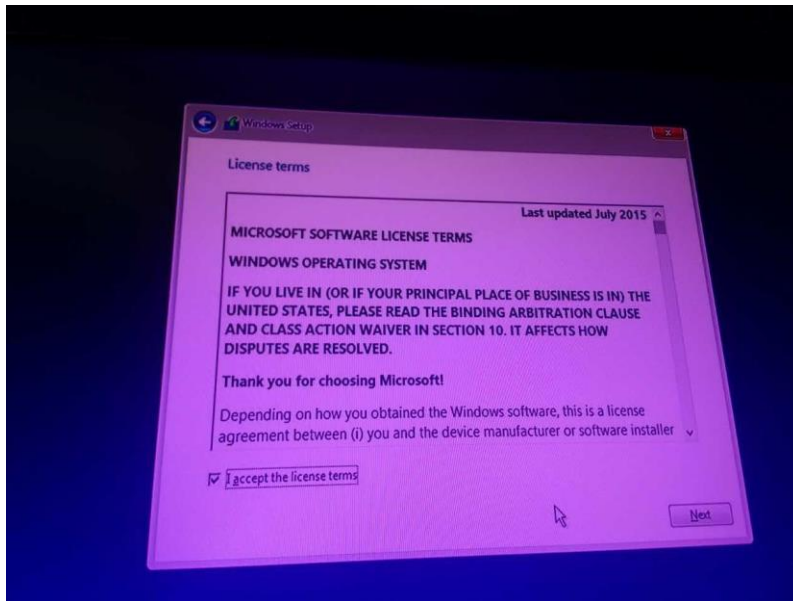 Windows Setup
License terms
Last updated July 2015
MICROSOFT SOFTWARE LICENSE TERMS
WINDOWS OPERATING SYSTEM
IF YOU LIVE IN (OR IF YOUR PRINCIPAL PLACE OF BUSINESS IS IN) THE
UNITED STATES, PLEASE READ THE BINDING ARBITRATION CLAUSE
AND CLASS ACTION WAIVER IN SECTION 10. IT AFFECTS HOW
DISPUTES ARE RESOLVED.
Thank you for choosing Microsoft!
Depending on how you obtained the Windows software, this is a license
agreement between (i) you and the device manufacturer or software installer
I accept the license terms
Next